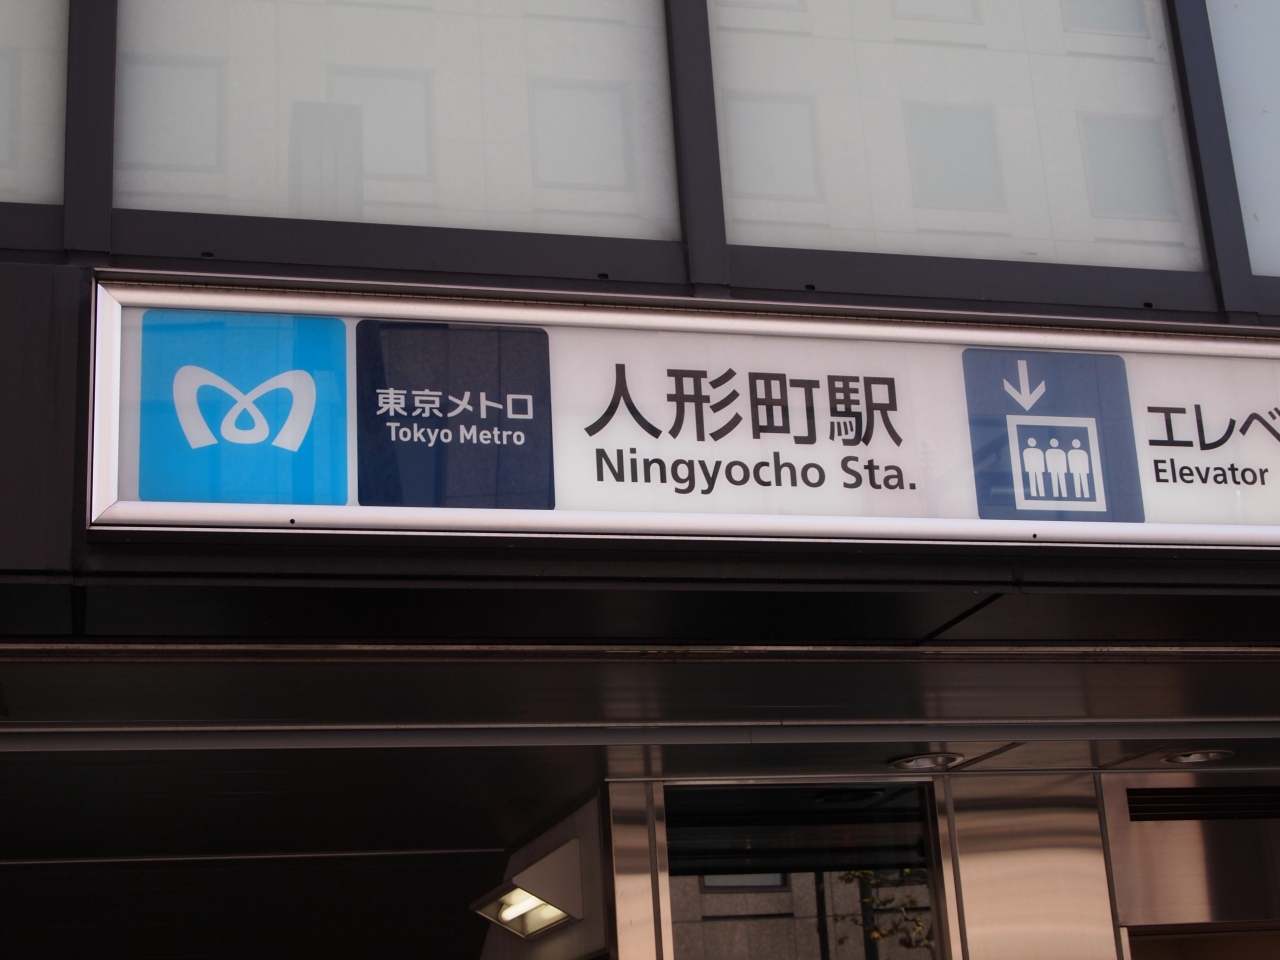 東京メトロ
Tokyo Metro
人形町駅
Ningyocho Sta.
エレベ
Elevator